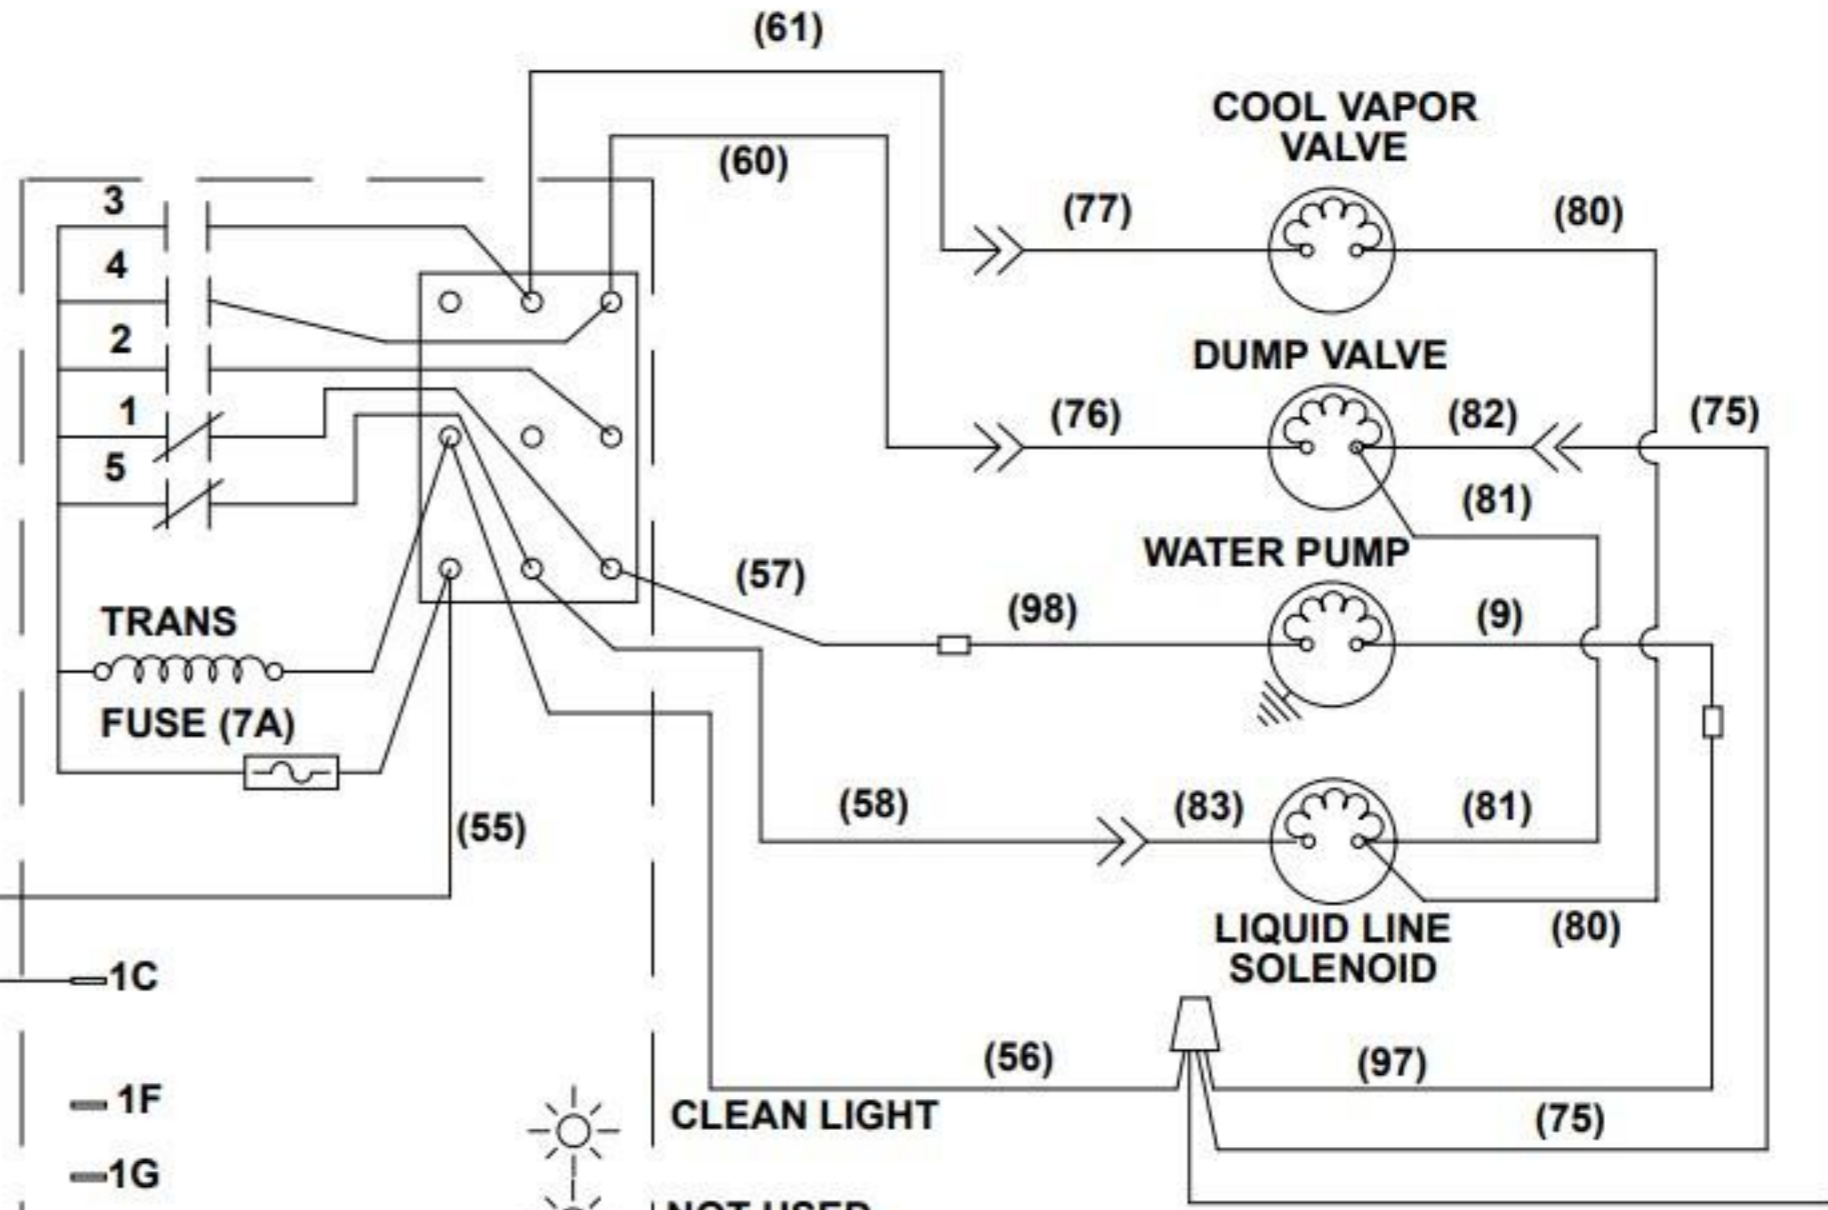 (61)
COOL VAPOR
VALVE
(60)
3
(77)
(80)
4
2
DUMP VALVE
1
(76)
(82)
(75)
5
(81)
WATER PUMP
(57)
(98)
(9)
TRANS
FUSE (7A)
(58)
(83)
(81)
(55)
LIQUID LINE
SOLENOID
(80)
1C
(56)
(97)
1F
CLEAN LIGHT
(75)
1G
NOT USED